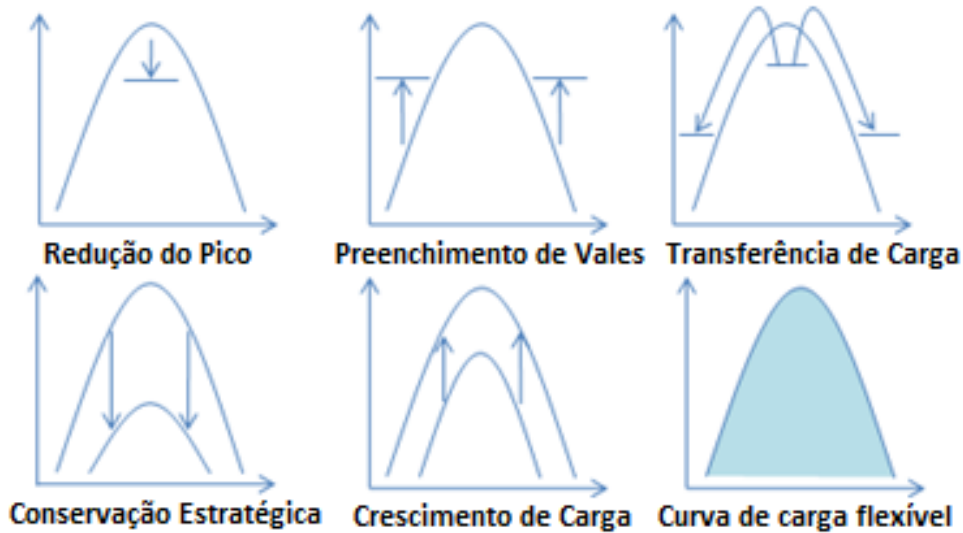 Redução do Pico
Preenchimento de Vales
Transferência de Carga
Conservação Estratégica
Crescimento de Carga
Curva de carga flexível